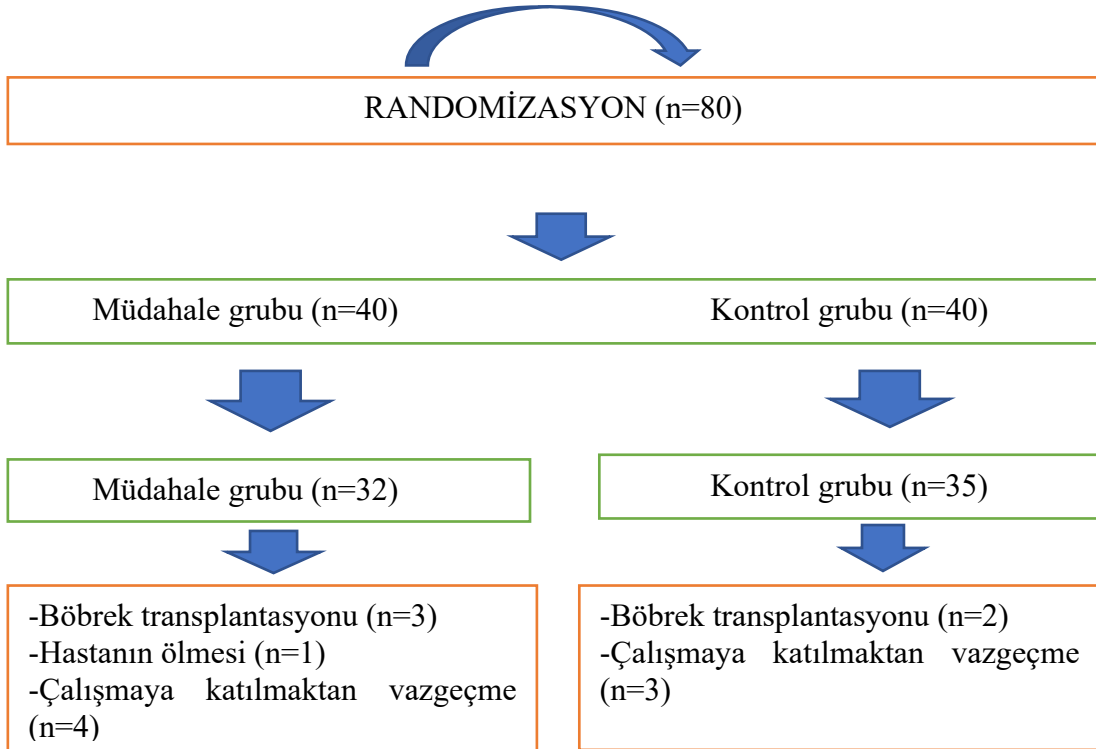 RANDOMİZASYON (n=80)
Müdahale grubu (n=40)
Kontrol grubu (n=40)
Müdahale grubu (n=32)
Kontrol grubu (n=35)
-Böbrek transplantasyonu (n=3)
-Hastanın ölmesi (n=1)
-Çalışmaya katılmaktan vazgeçme
(n=4)
-Böbrek transplantasyonu (n=2)
-Çalışmaya katılmaktan vazgeçme
(n=3)